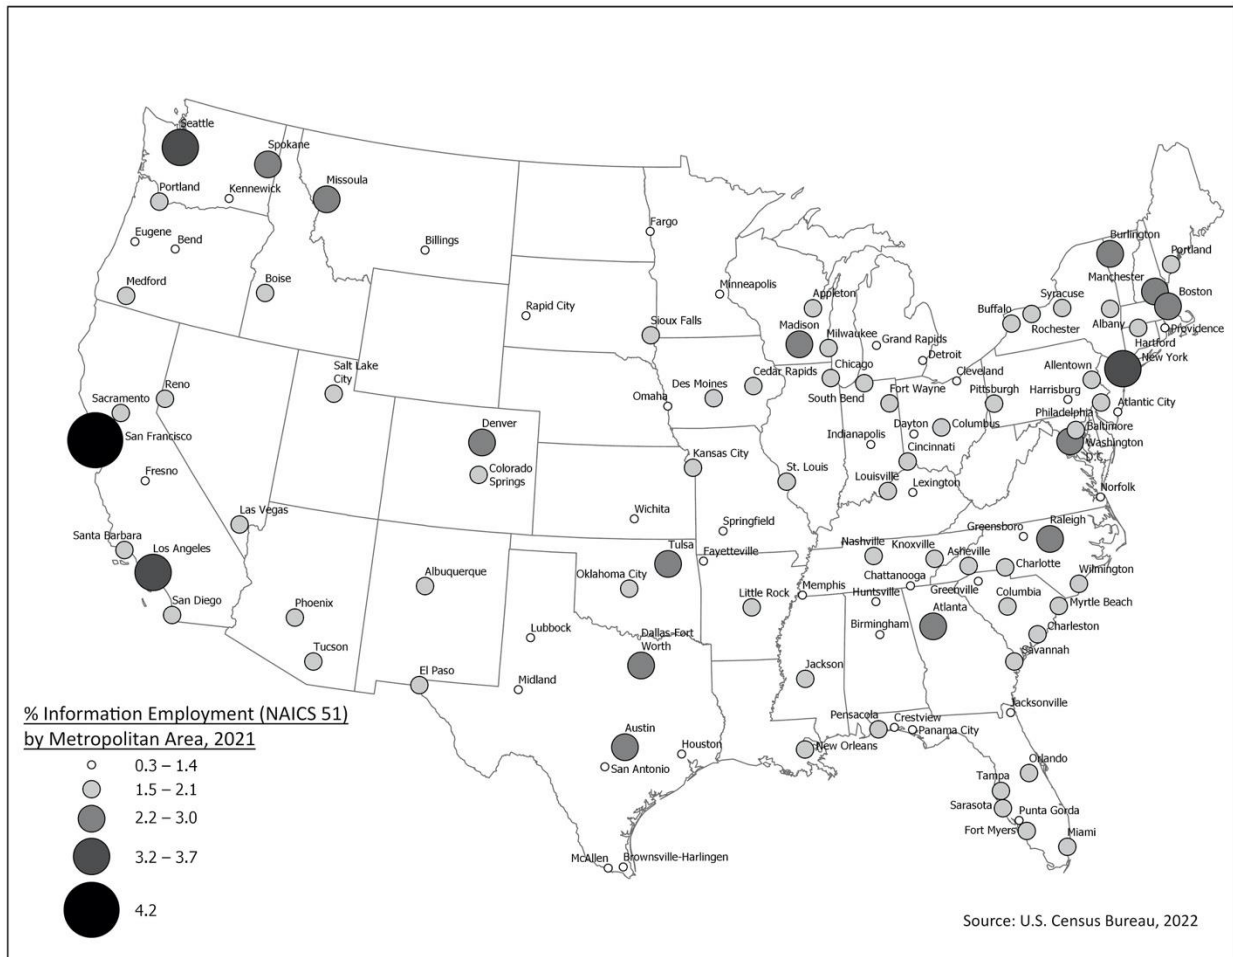 Seattle
Spokane
Missoula
Portland
Kennewick
Fargo
Eugene
Bend
Billings
Burlington
Portland
Medford
Boise
Minneapolis
Manchester
Boston
Rapid City
Appleton
Syracuse
Buffalo
Sioux Falls
Madison
Milwaukee
Rochester
Albany
Providence
Grand Rapids
Hartford
Detroit
New York
Salt Lake
City
Reno
Cedar Rapids
Chicago
Cleveland
Allentown
Sacramento
Des Moines
Fort Wayne
Pittsburgh
Harrisburg
Omaha
South Bend
Atlantic City
Philadelphia
San Francisco
Denver
Dayton
Columbus
Baltimore
Indianapolis
Washington
D.C.
Cincinnati
Fresno
Colorado
Springs
Kansas City
St. Louis
Louisville
Lexington
Norfolk
Las Vegas
Wichita
Springfield
Greensboro
Raleigh
Santa Barbara
Los Angeles
Tulsa
Fayetteville
Nashville
Knoxville
Asheville
Charlotte
Wilmington
Albuquerque
Oklahoma City
Chattanooga
Greenville
San Diego
Phoenix
Little Rock
Memphis
Huntsville
Columbia
Myrtle Beach
Atlanta
Lubbock
Dallas-Fort
Worth
Birmingham
Charleston
Tucson
Savannah
El Paso
Midland
Jackson
Jacksonville
% Information Employment (NAICS 51)
by Metropolitan Area, 2021
Austin
Pensacola
Crestview
Panama City
Houston
New Orleans
San Antonio
Orlando
0.3 – 1.4
1.5 – 2.1
2.2 – 3.0
3.2 – 3.7
4.2
Tampa
Sarasota
Punta Gorda
Fort Myers
Miami
McAllen
Brownsville-Harlingen
Source: U.S. Census Bureau, 2022